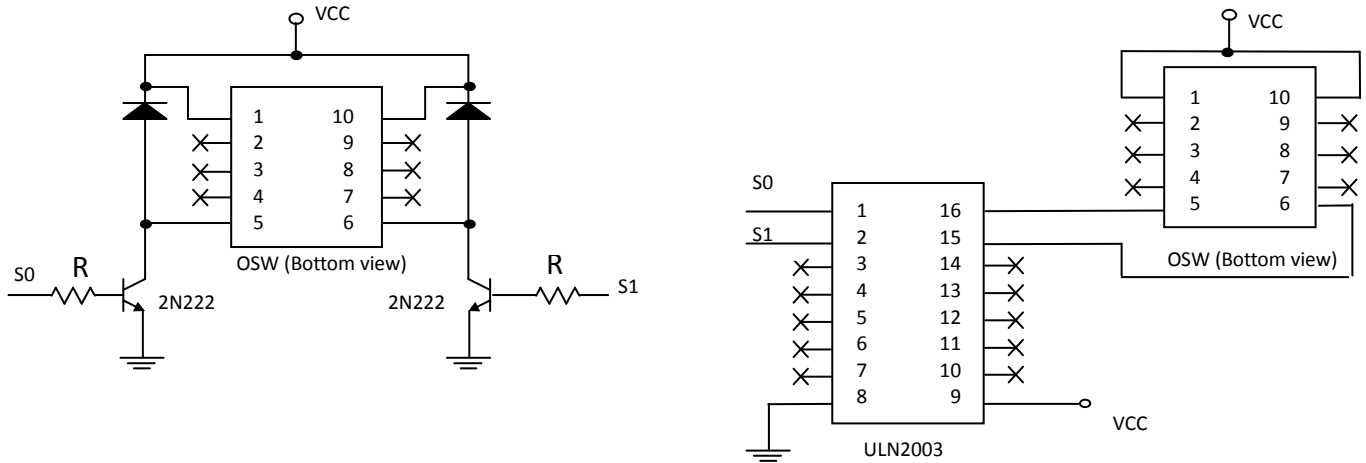 VCC
1 10
2 9
3 8
4 7
5 6
OSW (Bottom view)
S0 R 2N222 2N222 R S1
VCC
1 10
2 9
3 8
4 7
5 6
OSW (Bottom view)
S0
S1
1 16
2 15
3 14
4 13
5 12
6 11
7 10
8 9
VCC
ULN2003